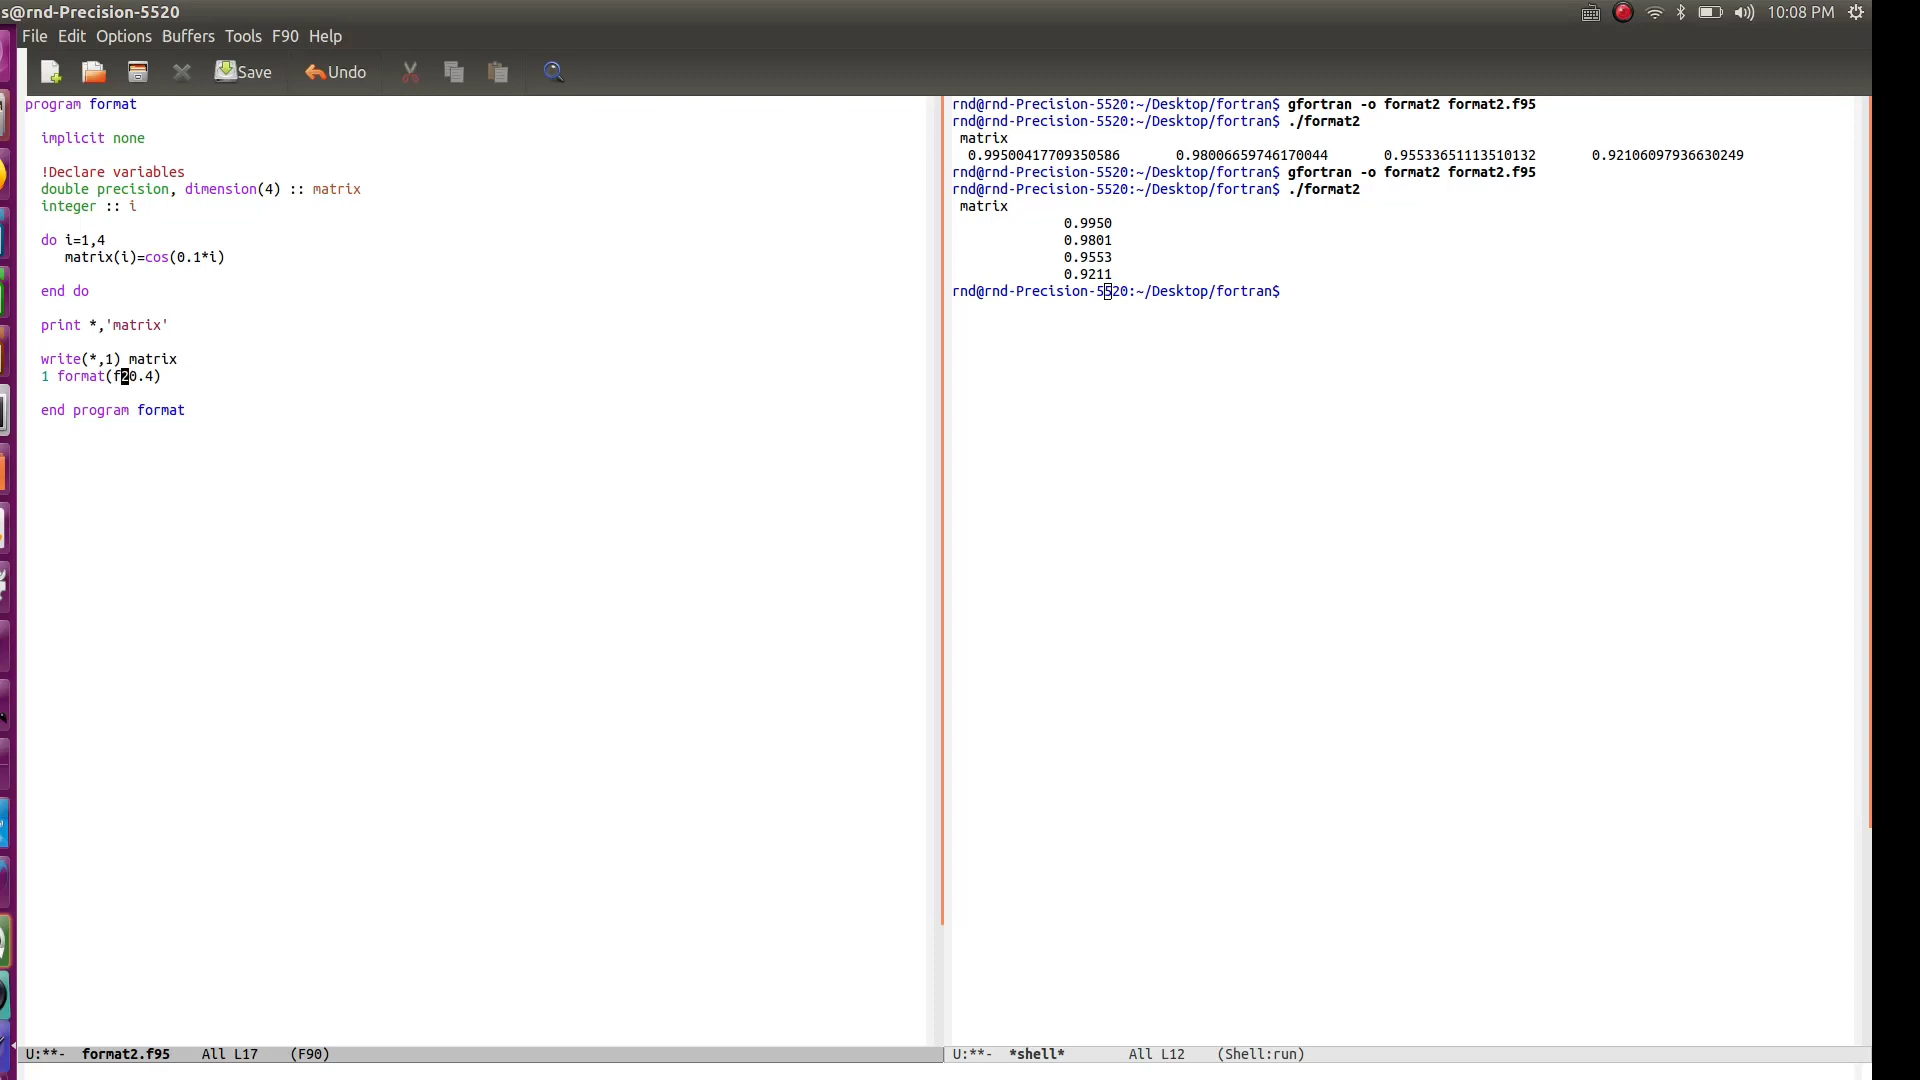 s@rnd-Precision-5520
10:08 PM
File Edit Options Buffers Tools F90 Help
Save Undo
program format
implicit none
!Declare variables
double precision, dimension(4) :: matrix
integer :: i
do i=1,4
matrix(i)=cos(0.1*i)
end do
print *,'matrix'
write(*,1) matrix
1 format(f20.4)
end program format
U:**- format2.f95 All L17 (F90)
rnd@rnd-Precision-5520:~/Desktop/fortran$ gfortran -o format2 format2.f95
rnd@rnd-Precision-5520:~/Desktop/fortran$ ./format2
matrix
0.99500417709350586 0.98006659746170044 0.95533651113510132 0.92106097936630249
rnd@rnd-Precision-5520:~/Desktop/fortran$ gfortran -o format2 format2.f95
rnd@rnd-Precision-5520:~/Desktop/fortran$ ./format2
matrix
0.9950
0.9801
0.9553
0.9211
rnd@rnd-Precision-5520:~/Desktop/fortran$
U:**- *shell* All L12 (Shell:run)